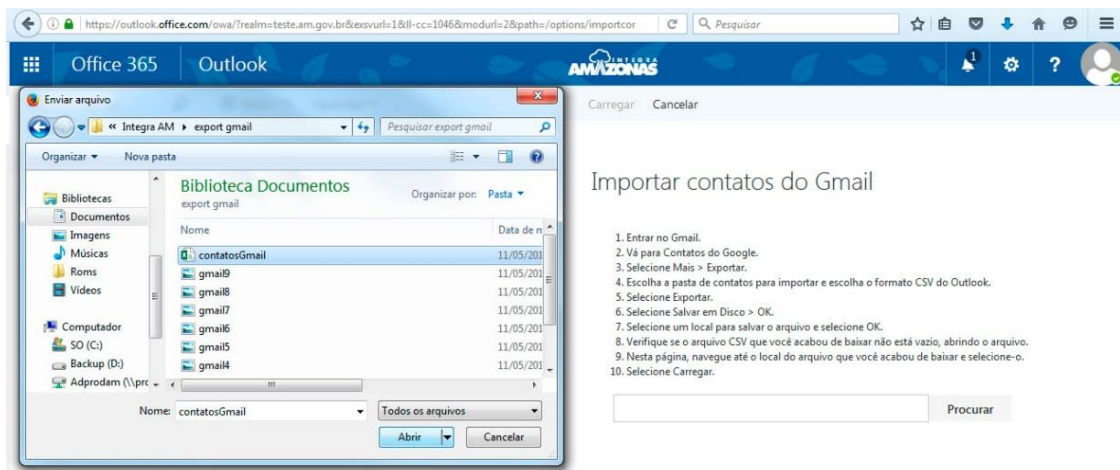 https://outlook.office.com/owa/?realm=teste.am.gov.br&exsvurl=1&ll-cc=1046&modurl=2&path=/options/importcor
Pesquisar
Office 365
Outlook
INTEGRA
AMAZONAS
1
?
Enviar arquivo
« Integra AM ▸ export gmail
Pesquisar export gmail
Organizar
Nova pasta
Bibliotecas
Documentos
Imagens
Músicas
Roms
Vídeos
Computador
SO (C:)
Backup (D:)
Adprodam (\\prc
Biblioteca Documentos
export gmail
Organizar por: Pasta
Nome
Data de n
contatosGmail 11/05/201
gmail9 11/05/201
gmail8 11/05/201
gmail7 11/05/201
gmail6 11/05/201
gmail5 11/05/201
gmail4 11/05/201
Nome: contatosGmail
Todos os arquivos
Abrir
Cancelar
Carregar
Cancelar
Importar contatos do Gmail
1. Entrar no Gmail.
2. Vá para Contatos do Google.
3. Selecione Mais > Exportar.
4. Escolha a pasta de contatos para importar e escolha o formato CSV do Outlook.
5. Selecione Exportar.
6. Selecione Salvar em Disco > OK.
7. Selecione um local para salvar o arquivo e selecione OK.
8. Verifique se o arquivo CSV que você acabou de baixar não está vazio, abrindo o arquivo.
9. Nesta página, navegue até o local do arquivo que você acabou de baixar e selecione-o.
10. Selecione Carregar.
Procurar